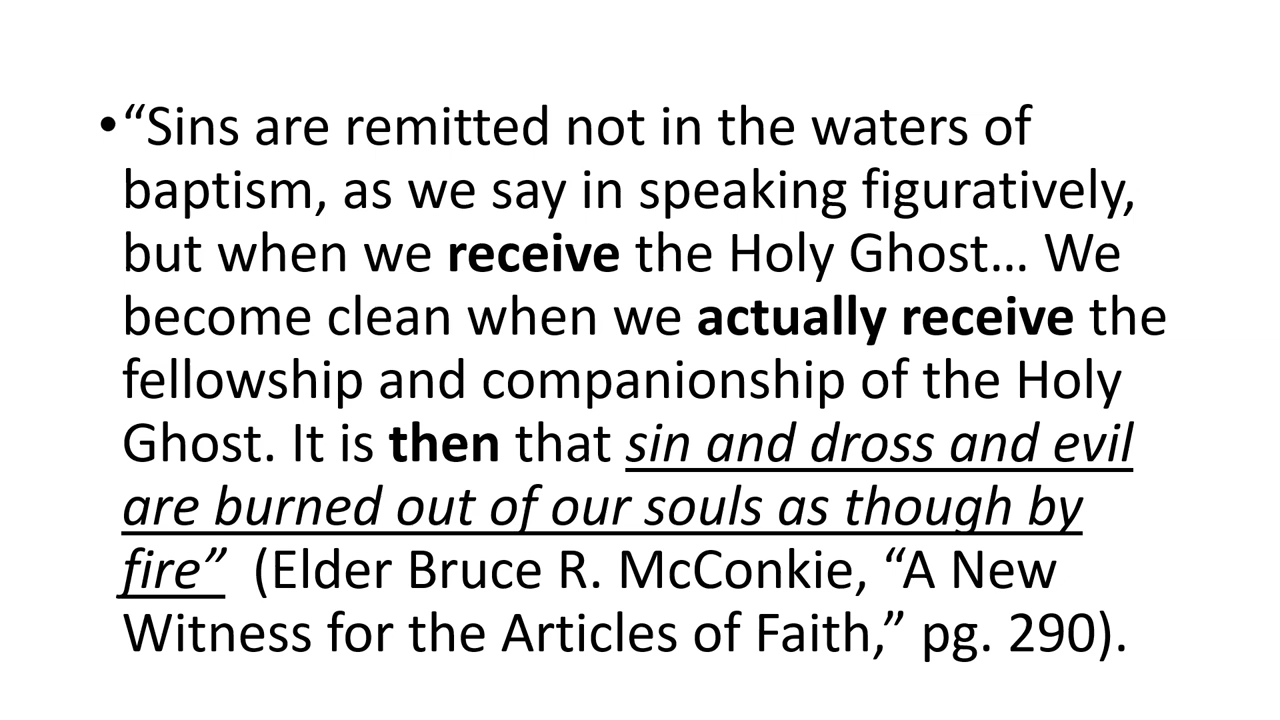 •“Sins are remitted not in the waters of
baptism, as we say in speaking figuratively,
but when we receive the Holy Ghost… We
become clean when we actually receive the
fellowship and companionship of the Holy
Ghost. It is then that sin and dross and evil
are burned out of our souls as though by
fire” (Elder Bruce R. McConkie, “A New
Witness for the Articles of Faith,” pg. 290).